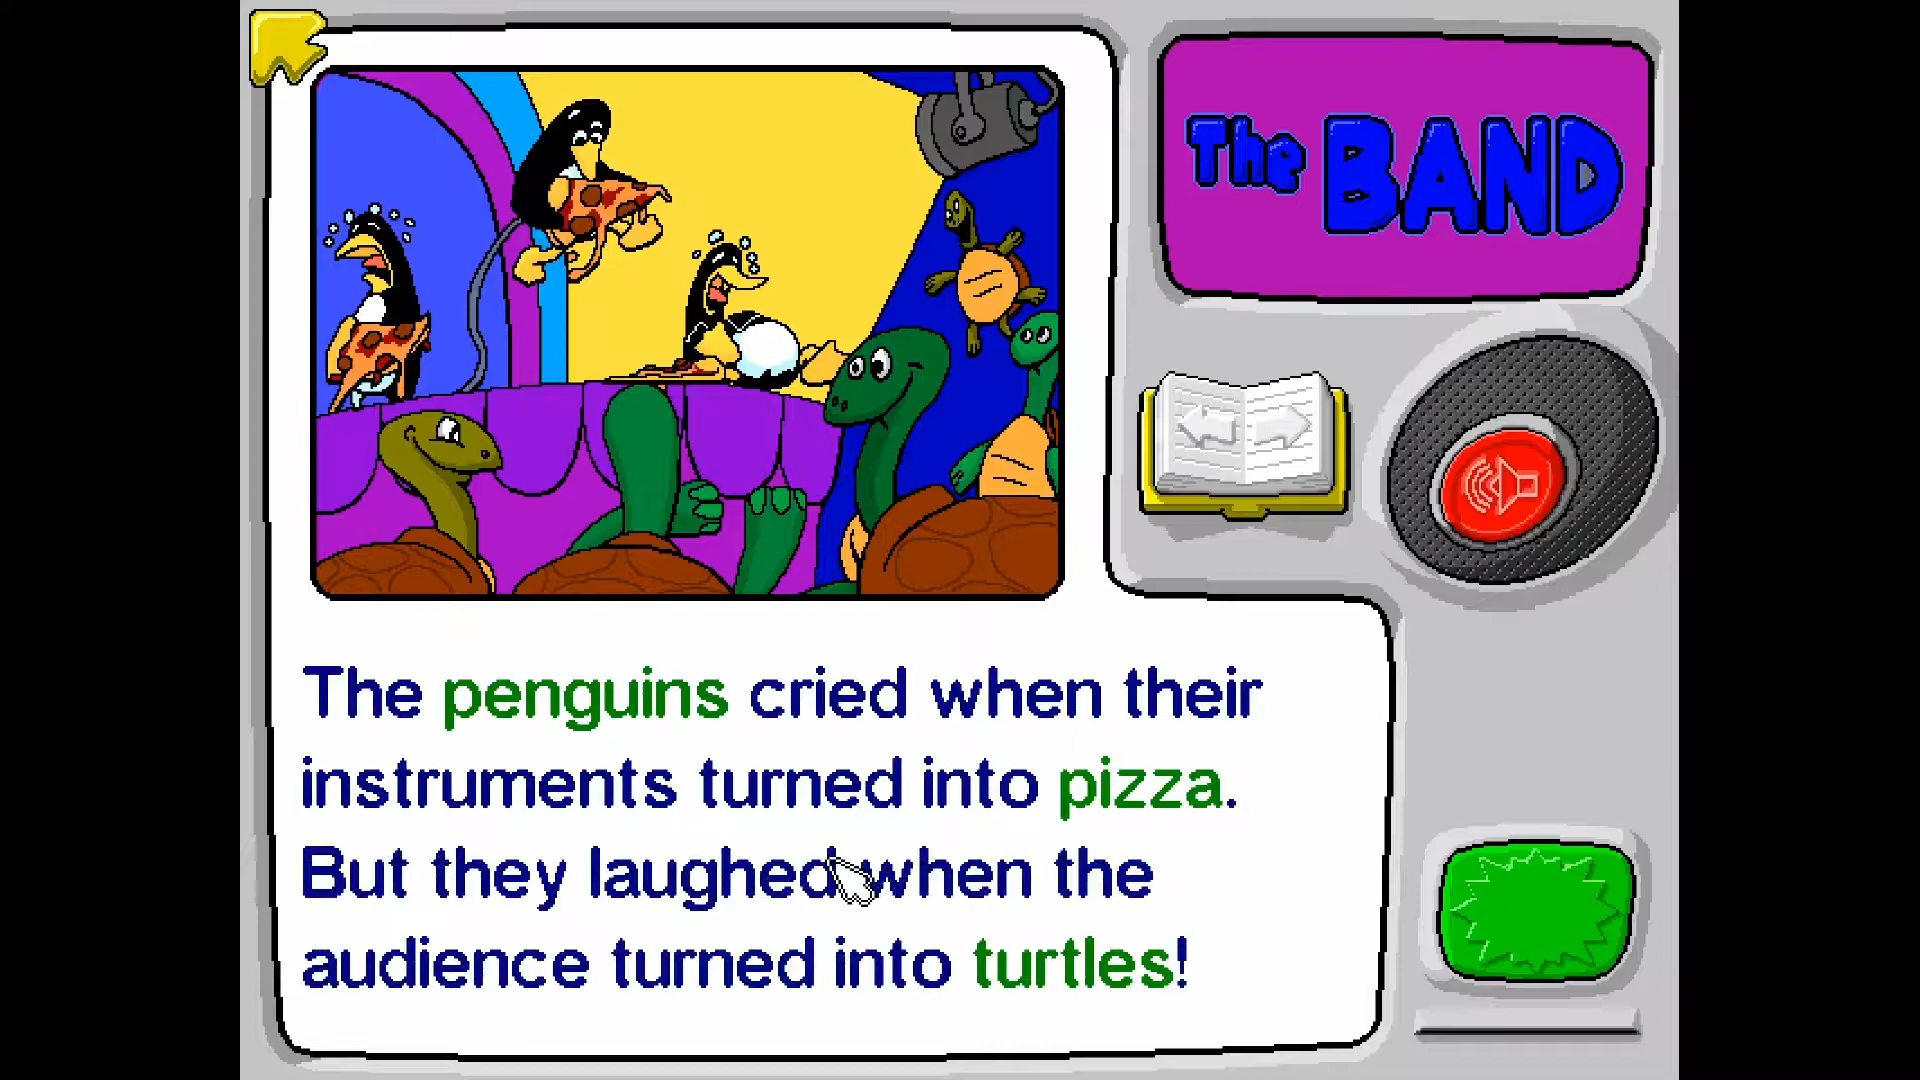 The BAND
The penguins cried when their
instruments turned into pizza.
But they laughed when the
audience turned into turtles!